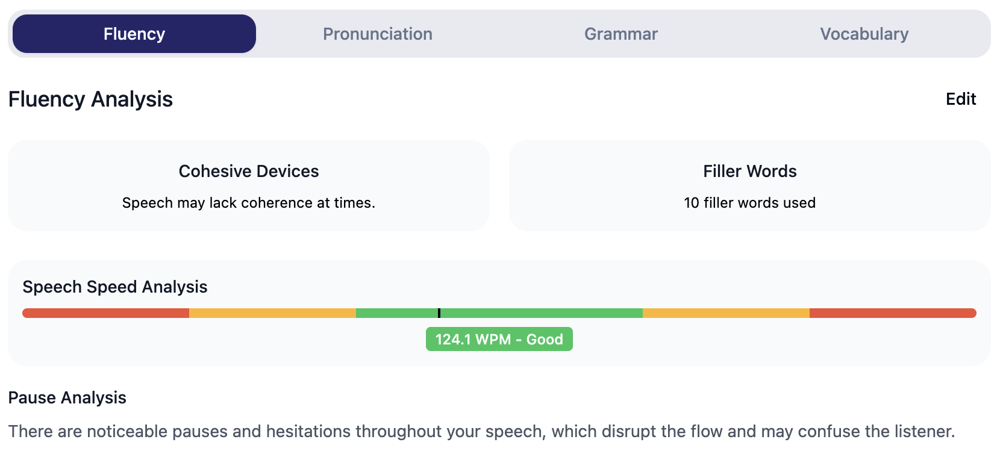 Fluency
Pronunciation
Grammar
Vocabulary
Fluency Analysis
Edit
Cohesive Devices
Speech may lack coherence at times.
Filler Words
10 filler words used
Speech Speed Analysis
124.1 WPM - Good
Pause Analysis
There are noticeable pauses and hesitations throughout your speech, which disrupt the flow and may confuse the listener.